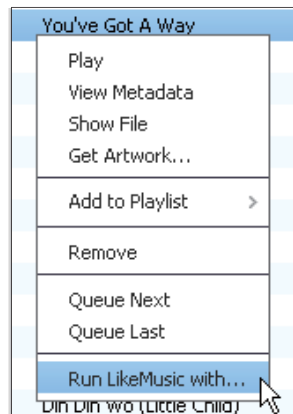 You've Got A Way
Play
View Metadata
Show File
Get Artwork...
Add to Playlist
Remove
Queue Next
Queue Last
Run LikeMusic with...
Din Din Wo (Little Child)